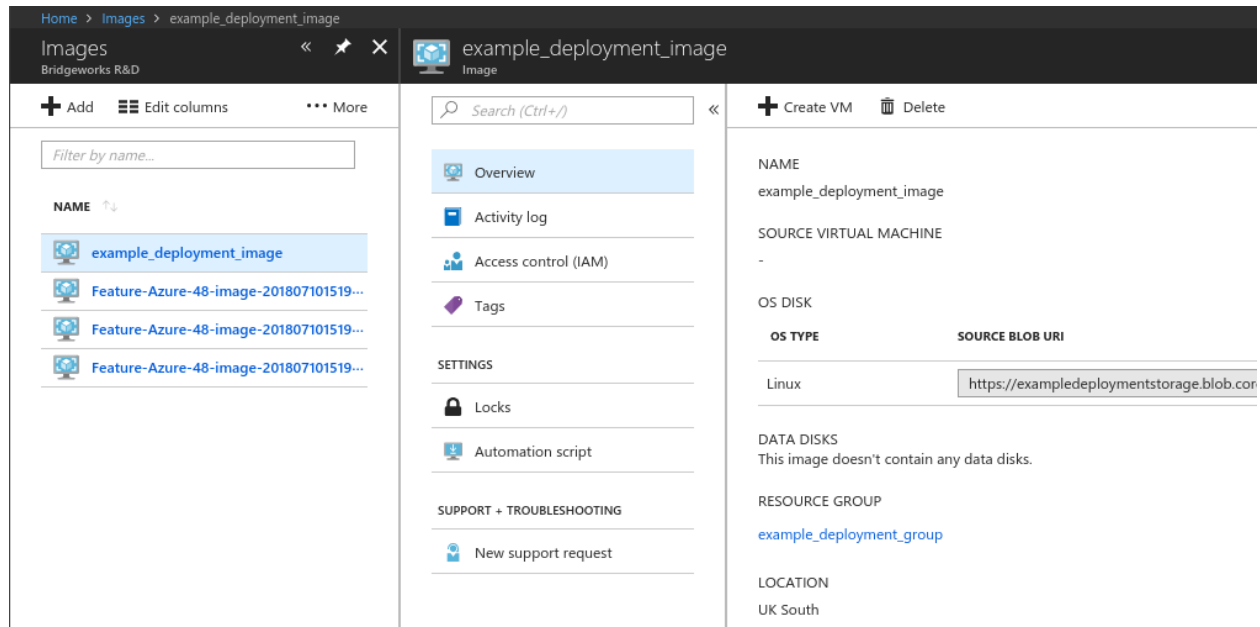 Home > Images > example_deployment_image
Images
Bridgeworks R&D
Add
Edit columns
More
Filter by name...
NAME
example_deployment_image
Feature-Azure-48-image-201807101519...
Feature-Azure-48-image-201807101519...
Feature-Azure-48-image-201807101519...
example_deployment_image
Image
Search (Ctrl+/)
Overview
Activity log
Access control (IAM)
Tags
SETTINGS
Locks
Automation script
SUPPORT + TROUBLESHOOTING
New support request
Create VM
Delete
NAME
example_deployment_image
SOURCE VIRTUAL MACHINE
-
OS DISK
OS TYPE SOURCE BLOB URI
Linux https://exampledeploymentstorage.blob.cor
DATA DISKS
This image doesn't contain any data disks.
RESOURCE GROUP
example_deployment_group
LOCATION
UK South